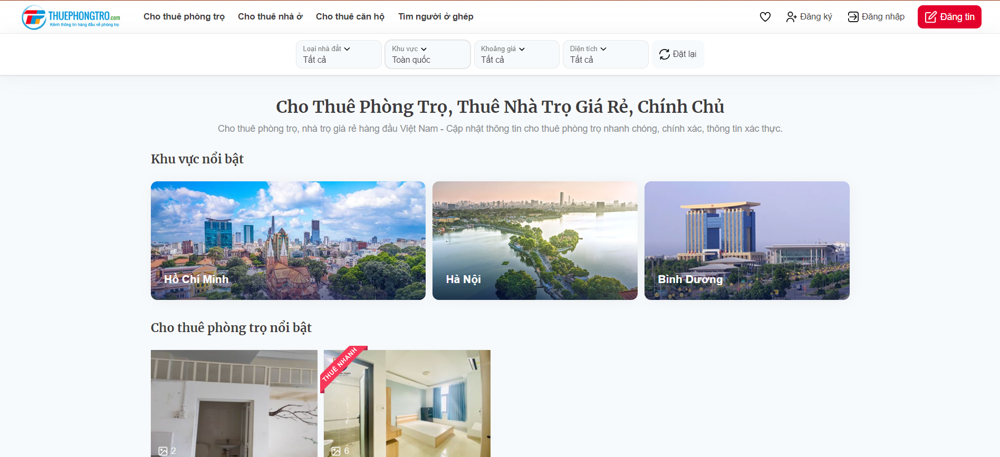 THUEPHONGTRO.com
Kênh thông tin hàng đầu về phòng trọ
Cho thuê phòng trọ
Cho thuê nhà ở
Cho thuê căn hộ
Tìm người ở ghép
Đăng ký
Đăng nhập
Đăng tin
Loại nhà đất
Tất cả
Khu vực
Toàn quốc
Khoảng giá
Tất cả
Diện tích
Tất cả
Đặt lại
Cho Thuê Phòng Trọ, Thuê Nhà Trọ Giá Rẻ, Chính Chủ
Cho thuê phòng trọ, nhà trọ giá rẻ hàng đầu Việt Nam - Cập nhật thông tin cho thuê phòng trọ nhanh chóng, chính xác, thông tin xác thực.
Khu vực nổi bật
Hồ Chí Minh
Hà Nội
Bình Dương
Cho thuê phòng trọ nổi bật
THUÊ NHANH
2
6